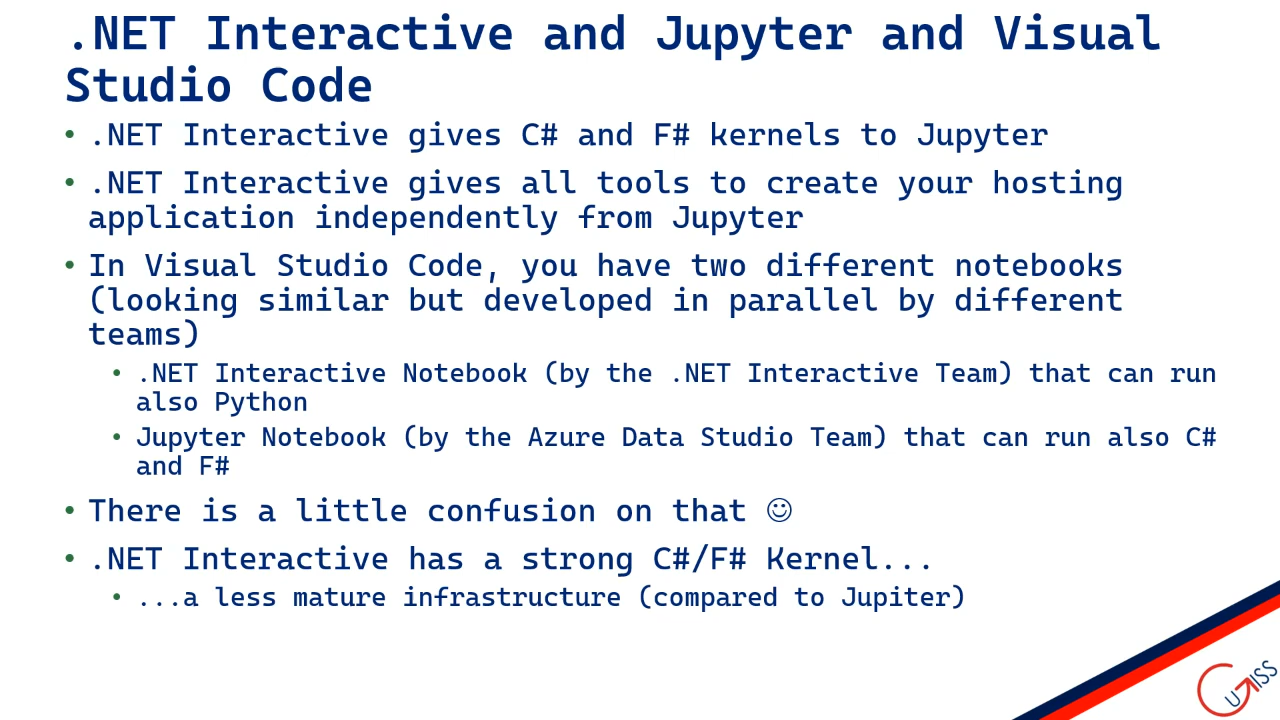 .NET Interactive and Jupyter and Visual
Studio Code
• .NET Interactive gives C# and F# kernels to Jupyter
• .NET Interactive gives all tools to create your hosting
application independently from Jupyter
• In Visual Studio Code, you have two different notebooks
(looking similar but developed in parallel by different
teams)
• .NET Interactive Notebook (by the .NET Interactive Team) that can run
also Python
• Jupyter Notebook (by the Azure Data Studio Team) that can run also C#
and F#
• There is a little confusion on that ☺
• .NET Interactive has a strong C#/F# Kernel...
• ...a less mature infrastructure (compared to Jupiter)